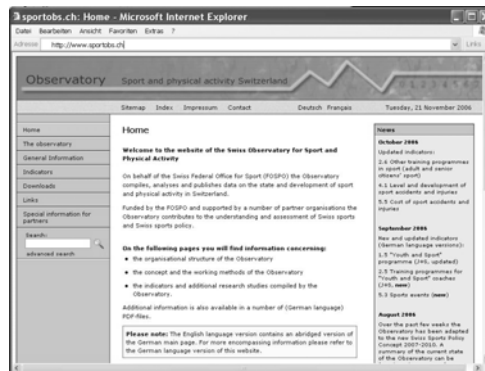 sportobs.ch: Home - Microsoft Internet Explorer
Datei Bearbeiten Ansicht Favoriten Extras ?
Adresse http://www.sportobs.ch Links
Observatory Sport and physical activity Switzerland
Sitemap Index Impressum Contact Deutsch Français Tuesday, 21 November 2006
Home
The observatory
General Information
Indicators
Downloads
Links
Special information for
partners
Search:
advanced search
Home
Welcome to the website of the Swiss Observatory for Sport and
Physical Activity
On behalf of the Swiss Federal Office for Sport (FOSPO) the Observatory
compiles, analyses and publishes data on the state and development of sport
and physical activity in Switzerland.
Funded by the FOSPO and supported by a number of partner organisations the
Observatory contributes to the understanding and assessment of Swiss sports
and Swiss sports policy.
On the following pages you will find information concerning:
• the organisational structure of the Observatory
• the concept and the working methods of the Observatory
• the indicators and additional research studies compiled by the
Observatory.
Additional information is also available in a number of (German language)
PDF-files.
Please note: The English language version contains an abridged version of
the German main page. For more encompassing information please refer to
the German language version of this website.
News
October 2006
Updated indicators:
2.6 Other training programmes
in sport (adult and senior
citizens' sport)
4.1 Level and development of
sport accidents and injuries
5.5 Cost of sport accidents and
injuries
September 2006
New and updated indicators
(German language versions):
1.5 "Youth and Sport"
programme (J+S, updated)
2.5 Training programmes for
"Youth and Sport" coaches
(J+S, new)
5.3 Sports events (new)
August 2006
Over the past few weeks the
Observatory has been adapted
to the new Swiss Sports Policy
Concept 2007-2010. A
summary of the current state
of the Observatory can be